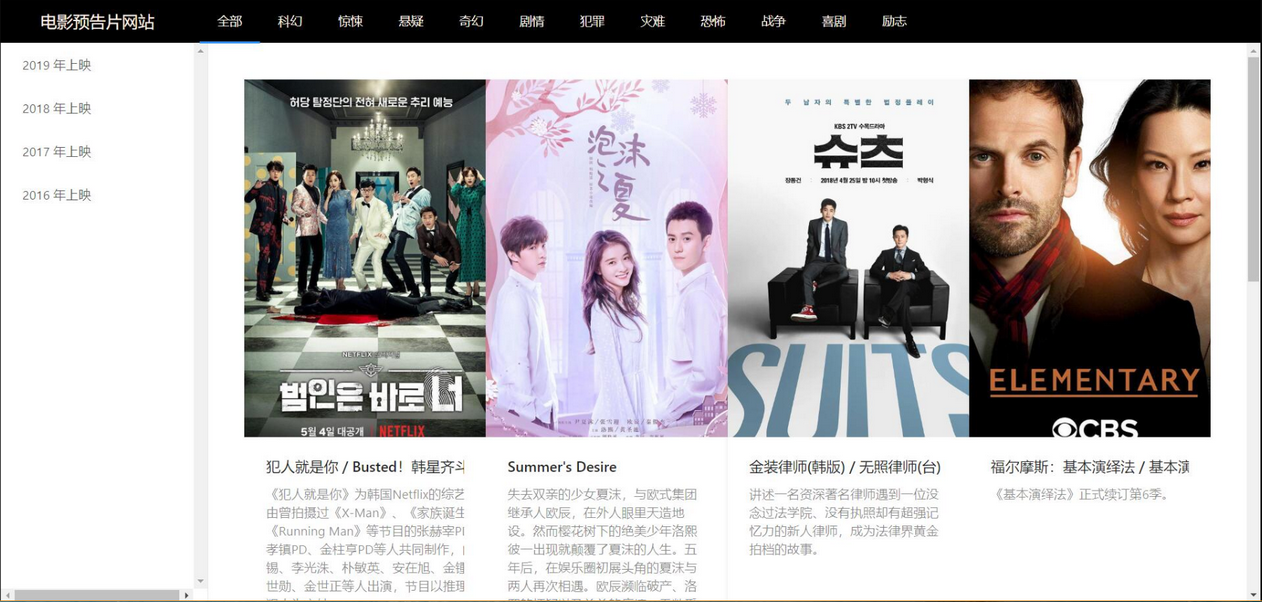 电影预告片网站
全部 科幻 惊悚 悬疑 奇幻 剧情 犯罪 灾难 恐怖 战争 喜剧 励志
2019 年上映
2018 年上映
2017 年上映
2016 年上映
허당 탐정단의 전혀 새로운 추리 예능
NETFLIX
범인은 바로 너
5월 4일 대공개 NETFLIX
泡沫之夏
두 남자의 특별한 법정플레이
KBS 2TV 수목드라마
슈츠
장동건 2018년 4월 25일 밤 10시 첫방송 박형식
SUITS
ELEMENTARY
CBS
犯人就是你 / Busted！韩星齐斗
《犯人就是你》为韩国Netflix的综艺
由曾拍摄过《X-Man》、《家族诞生
《Running Man》等节目的张赫宰PD
孝镇PD、金柱亨PD等人共同制作，
锡、李光洙、朴敏英、安在旭、金钟
世勋、金世正等人出演，节目以推理
Summer's Desire
失去双亲的少女夏沫，与欧式集团
继承人欧辰，在外人眼里天造地
设。然而樱花树下的绝美少年洛熙
彼一出现就颠覆了夏沫的人生。五
年后，在娱乐圈初展头角的夏沫与
两人再次相遇。欧辰濒临破产、洛
金装律师(韩版) / 无照律师(台)
讲述一名资深著名律师遇到一位没
念过法学院、没有执照却有超强记
忆力的新人律师，成为法律界黄金
拍档的故事。
福尔摩斯：基本演绎法 / 基本演
《基本演绎法》正式续订第6季。